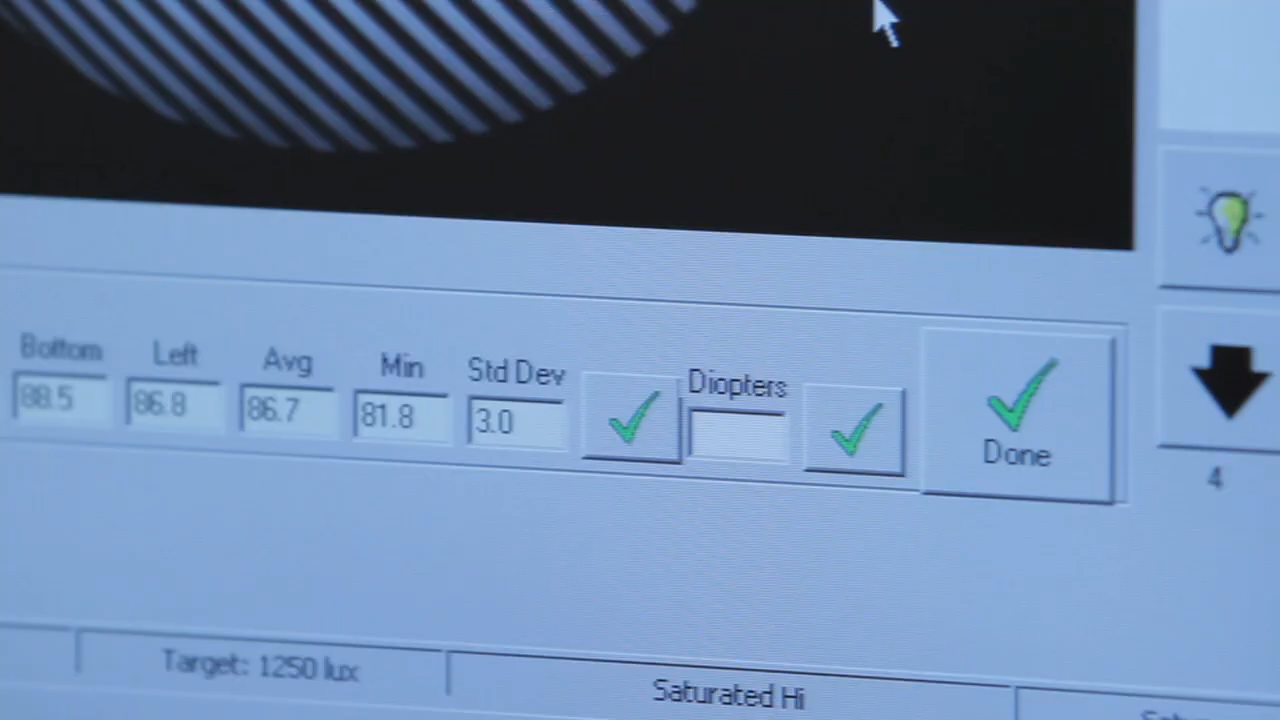 Bottom Left Avg Min Std Dev Diopters
88.5 86.8 86.7 81.8 3.0
Done
4
Target: 1250 lux
Saturated Hi